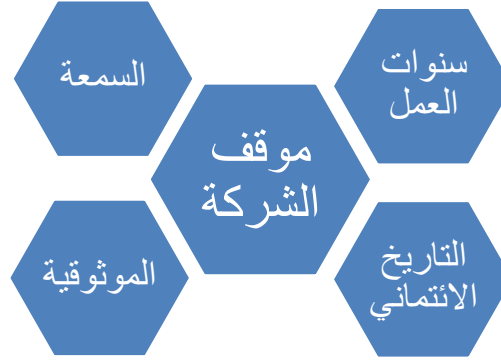 سنوات
العمل
السمعة
موقف
الشركة
التاريخ
الائتماني
الموثوقية